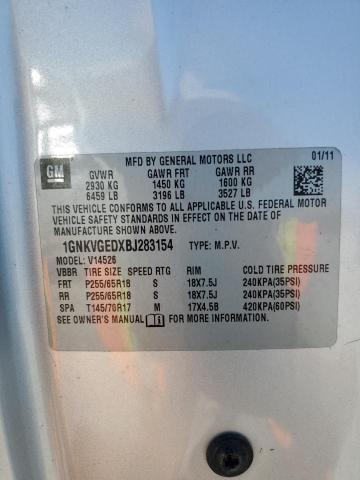 GM
MFD BY GENERAL MOTORS LLC 01/11
GVWR GAWR FRT GAWR RR
2930 KG 1450 KG 1600 KG
6459 LB 3196 LB 3527 LB
THIS VEHICLE CONFORMS TO ALL APPLICABLE U.S. FEDERAL MOTOR
VEHICLE SAFETY STANDARDS IN EFFECT ON THE DATE OF
MANUFACTURE SHOWN ABOVE.
1GNKVGEDXBJ283154 TYPE: M.P.V.
MODEL: V14526
VBBR TIRE SIZE SPEED RTG RIM COLD TIRE PRESSURE
FRT P255/65R18 S 18X7.5J 240KPA(35PSI)
RR P255/65R18 S 18X7.5J 240KPA(35PSI)
SPA T145/70R17 M 17X4.5B 420KPA(60PSI)
SEE OWNER'S MANUAL FOR MORE INFORMATION.